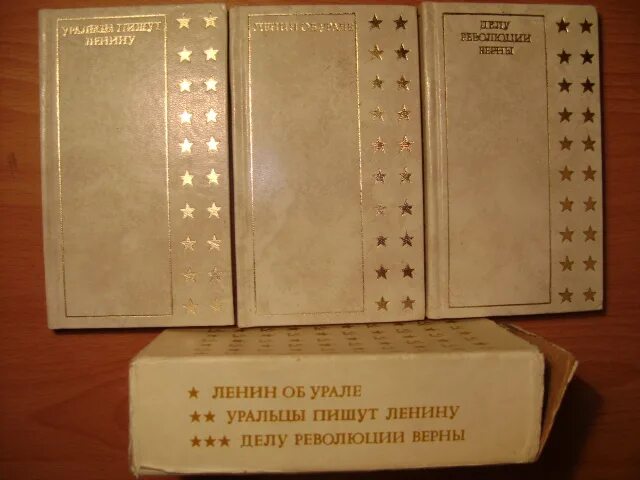 УРАЛЬЦЫ ПИШУТ
ЛЕНИНУ
ЛЕНИН ОБ УРАЛЕ
ДЕЛУ
РЕВОЛЮЦИИ
ВЕРНЫ
★ ЛЕНИН ОБ УРАЛЕ
★★ УРАЛЬЦЫ ПИШУТ ЛЕНИНУ
★★★ ДЕЛУ РЕВОЛЮЦИИ ВЕРНЫ